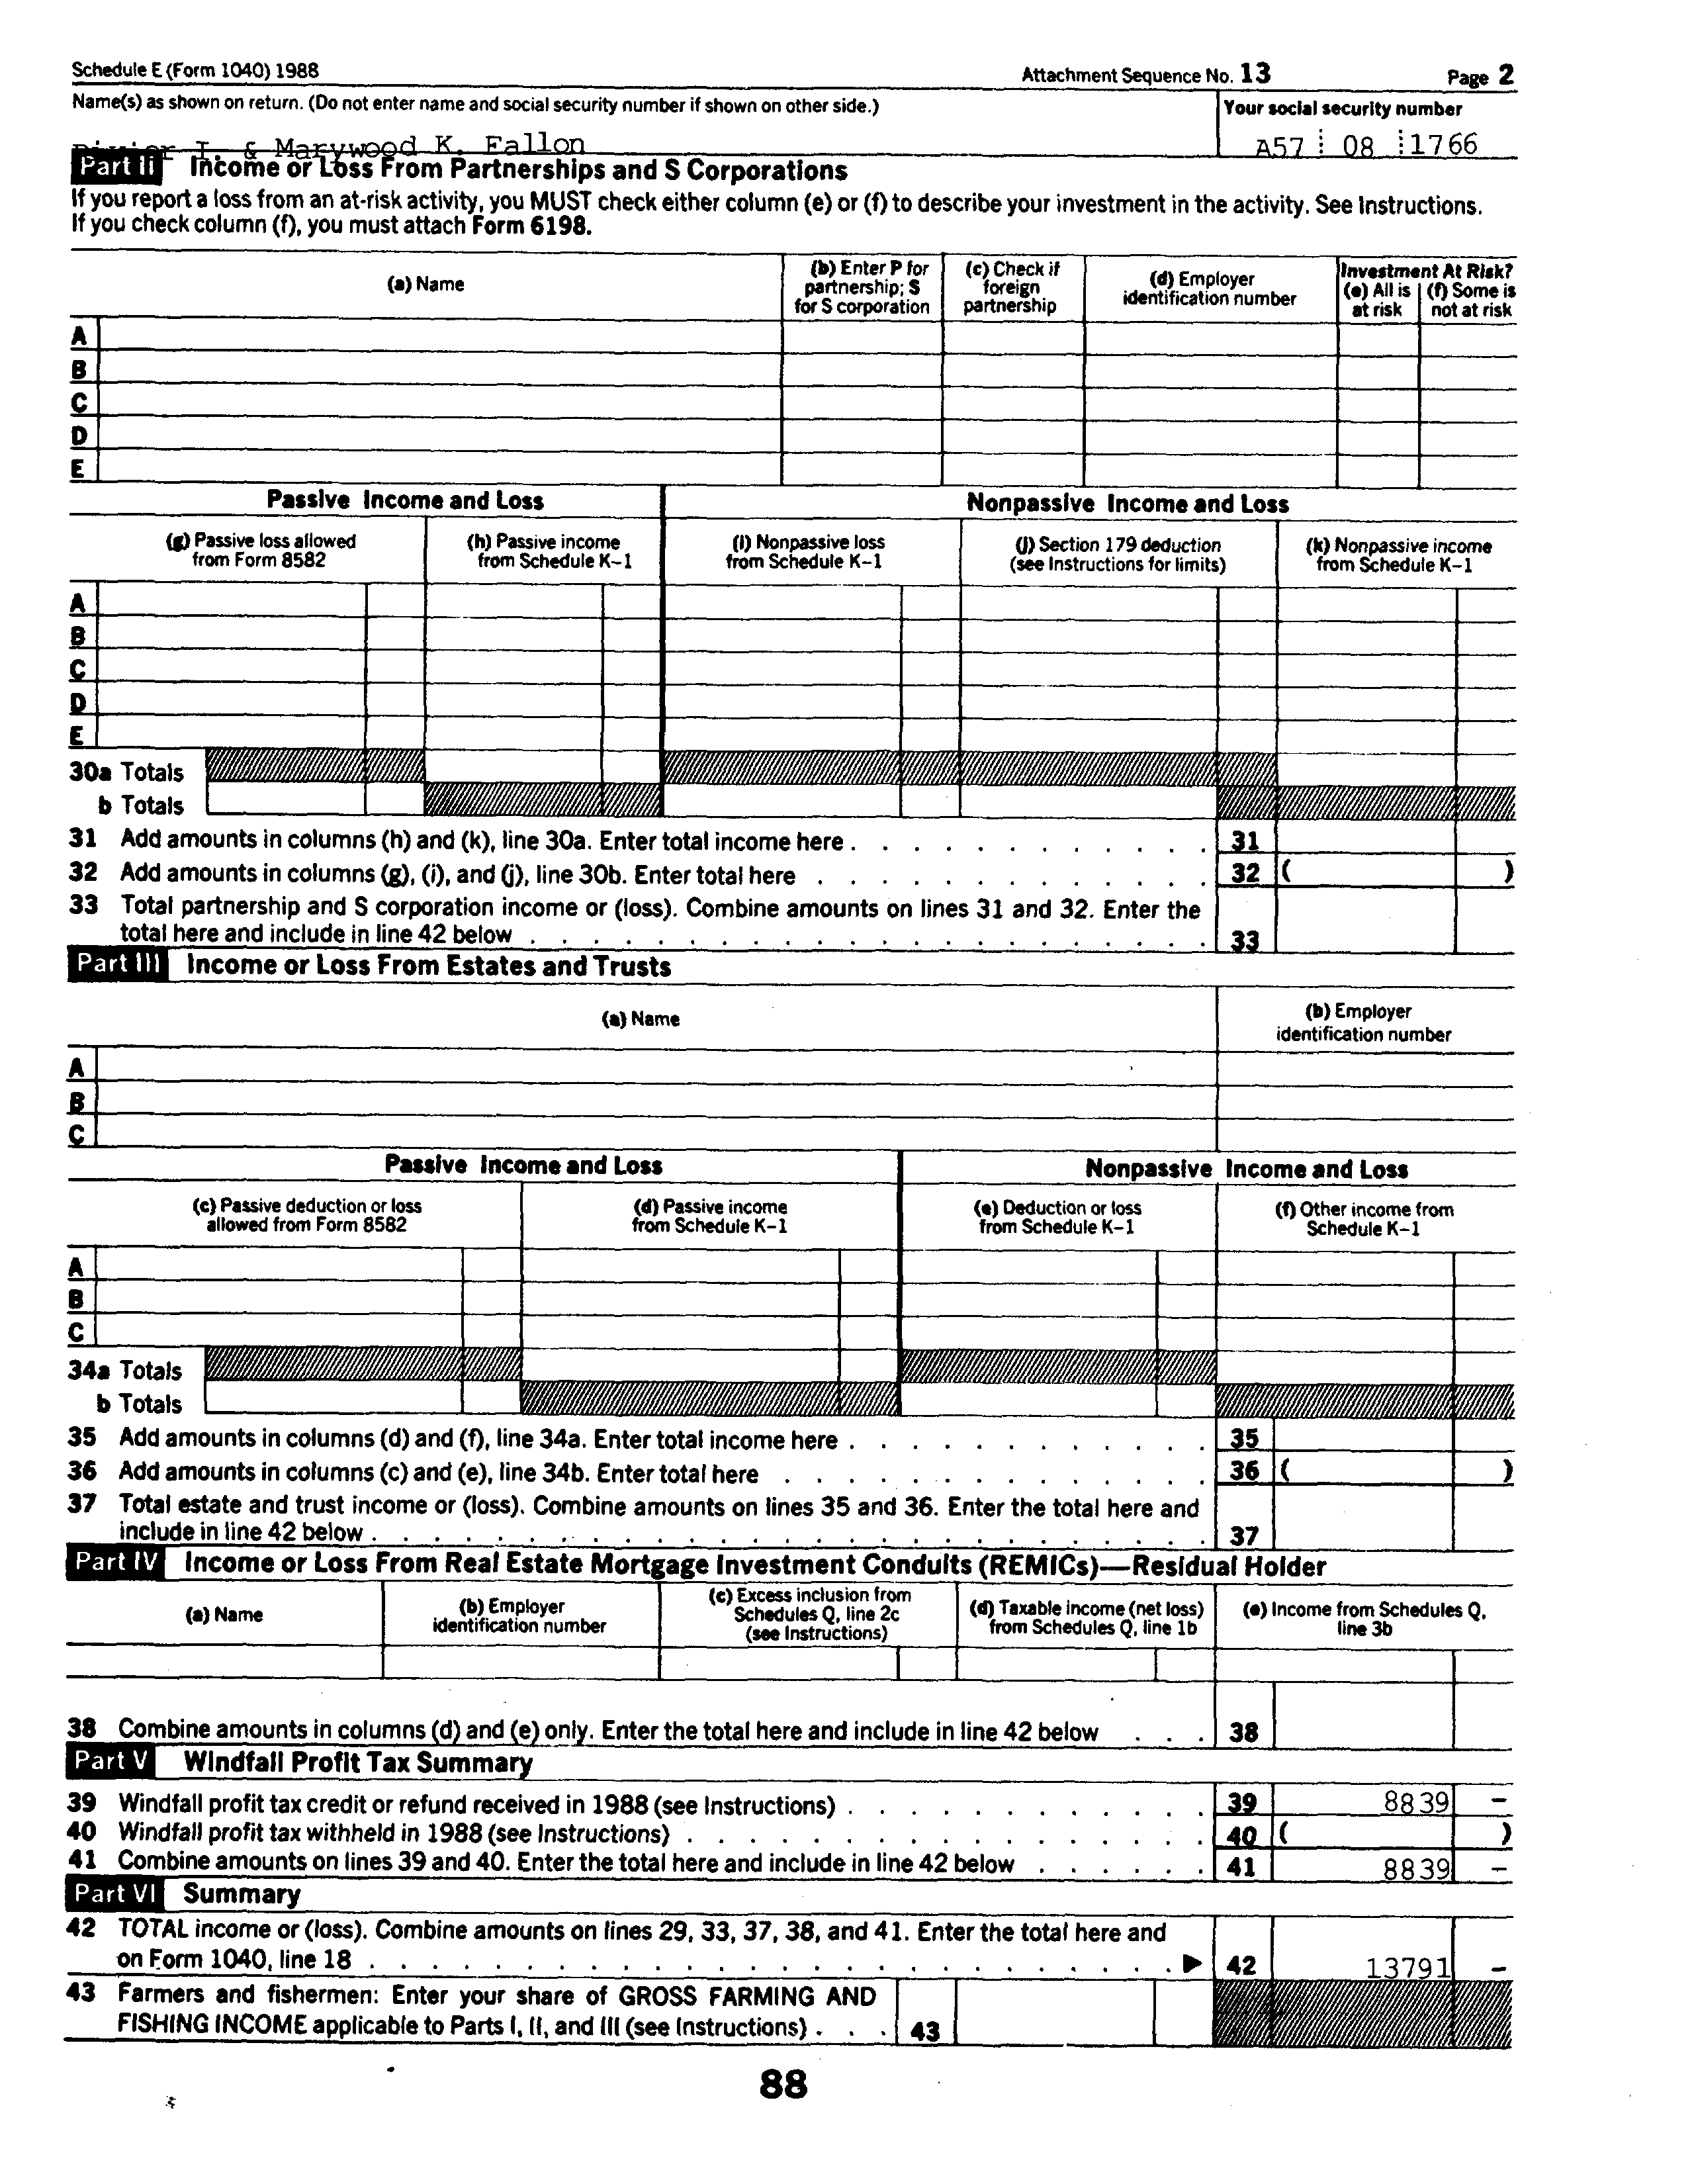 Schedule E (Form 1040) 1988 Attachment Sequence No. 13 Page 2
Name(s) as shown on return. (Do not enter name and social security number if shown on other side.) Your social security number
I. & Marywood K. Fallon A57 08 1766
Part II Income or Loss From Partnerships and S Corporations
If you report a loss from an at-risk activity, you MUST check either column (e) or (f) to describe your investment in the activity. See Instructions.
If you check column (f), you must attach Form 6198.
(a) Name
(b) Enter P for partnership; S for S corporation
(c) Check if foreign partnership
(d) Employer identification number
Investment At Risk?
(e) All is at risk
(f) Some is not at risk
A
B
C
D
E
Passive Income and Loss Nonpassive Income and Loss
(g) Passive loss allowed from Form 8582
(h) Passive income from Schedule K–1
(i) Nonpassive loss from Schedule K–1
(j) Section 179 deduction (see Instructions for limits)
(k) Nonpassive income from Schedule K–1
A
B
C
D
E
30a Totals
b Totals
31 Add amounts in columns (h) and (k), line 30a. Enter total income here . . . . . . . . . . . . 31
32 Add amounts in columns (g), (i), and (j), line 30b. Enter total here . . . . . . . . . . . . . 32 ( )
33 Total partnership and S corporation income or (loss). Combine amounts on lines 31 and 32. Enter the
total here and include in line 42 below . . . . . . . . . . . . . . . . . . . . . . 33
Part III Income or Loss From Estates and Trusts
(a) Name
(b) Employer identification number
A
B
C
Passive Income and Loss Nonpassive Income and Loss
(c) Passive deduction or loss allowed from Form 8582
(d) Passive income from Schedule K–1
(e) Deduction or loss from Schedule K–1
(f) Other income from Schedule K–1
A
B
C
34a Totals
b Totals
35 Add amounts in columns (d) and (f), line 34a. Enter total income here . . . . . . . . . . . . 35
36 Add amounts in columns (c) and (e), line 34b. Enter total here . . . . . . . . . . . . . . 36 ( )
37 Total estate and trust income or (loss). Combine amounts on lines 35 and 36. Enter the total here and
include in line 42 below . . . . . . . . . . . . . . . . . . . . . . . . . . . 37
Part IV Income or Loss From Real Estate Mortgage Investment Conduits (REMICs)—Residual Holder
(a) Name
(b) Employer identification number
(c) Excess inclusion from Schedules Q, line 2c (see Instructions)
(d) Taxable income (net loss) from Schedules Q, line 1b
(e) Income from Schedules Q, line 3b
38 Combine amounts in columns (d) and (e) only. Enter the total here and include in line 42 below . . . 38
Part V Windfall Profit Tax Summary
39 Windfall profit tax credit or refund received in 1988 (see Instructions) . . . . . . . . . . . . 39 8839 –
40 Windfall profit tax withheld in 1988 (see Instructions) . . . . . . . . . . . . . . . . . 40 ( )
41 Combine amounts on lines 39 and 40. Enter the total here and include in line 42 below . . . . . . 41 8839 –
Part VI Summary
42 TOTAL income or (loss). Combine amounts on lines 29, 33, 37, 38, and 41. Enter the total here and
on Form 1040, line 18 . . . . . . . . . . . . . . . . . . . . . . . . . . ▶ 42 13791 –
43 Farmers and fishermen: Enter your share of GROSS FARMING AND
FISHING INCOME applicable to Parts I, II, and III (see Instructions) . . . 43
88